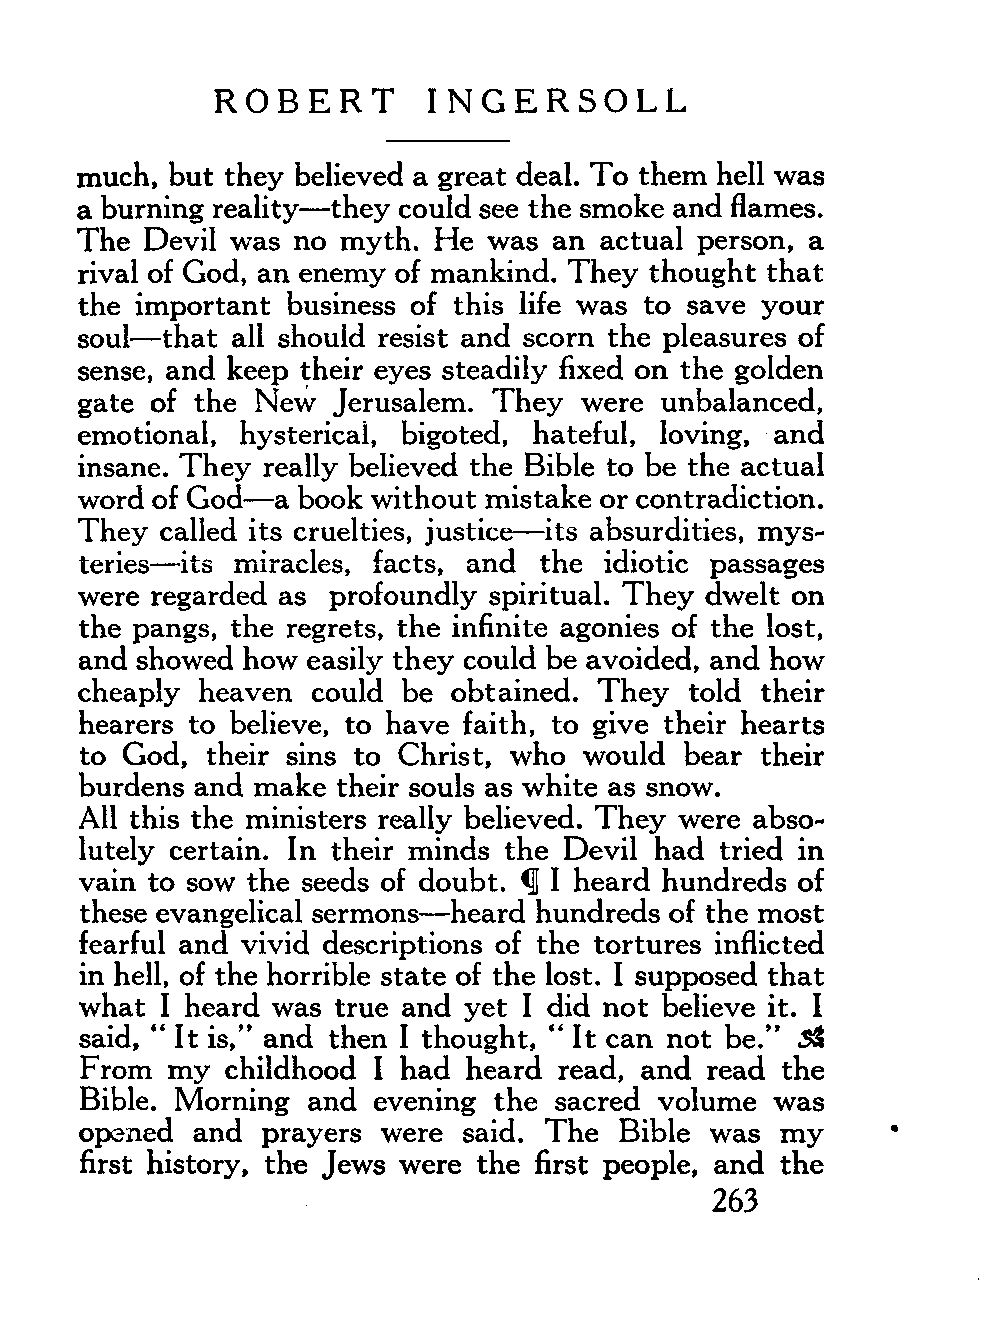 ROBERT INGERSOLL
much, but they believed a great deal. To them hell was
a burning reality—they could see the smoke and flames.
The Devil was no myth. He was an actual person, a
rival of God, an enemy of mankind. They thought that
the important business of this life was to save your
soul—that all should resist and scorn the pleasures of
sense, and keep their eyes steadily fixed on the golden
gate of the New Jerusalem. They were unbalanced,
emotional, hysterical, bigoted, hateful, loving, and
insane. They really believed the Bible to be the actual
word of God—a book without mistake or contradiction.
They called its cruelties, justice—its absurdities, mys-
teries—its miracles, facts, and the idiotic passages
were regarded as profoundly spiritual. They dwelt on
the pangs, the regrets, the infinite agonies of the lost,
and showed how easily they could be avoided, and how
cheaply heaven could be obtained. They told their
hearers to believe, to have faith, to give their hearts
to God, their sins to Christ, who would bear their
burdens and make their souls as white as snow.
All this the ministers really believed. They were abso-
lutely certain. In their minds the Devil had tried in
vain to sow the seeds of doubt. ¶ I heard hundreds of
these evangelical sermons—heard hundreds of the most
fearful and vivid descriptions of the tortures inflicted
in hell, of the horrible state of the lost. I supposed that
what I heard was true and yet I did not believe it. I
said, “ It is,” and then I thought, “ It can not be.”
From my childhood I had heard read, and read the
Bible. Morning and evening the sacred volume was
opened and prayers were said. The Bible was my
first history, the Jews were the first people, and the
263